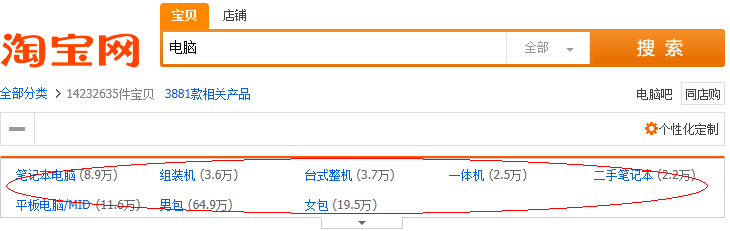 宝贝 店铺
淘宝网 电脑 全部 搜索
全部分类 > 14232635件宝贝 3881款相关产品 电脑吧 同店购
个性化定制
笔记本电脑 (8.9万) 组装机 (3.6万) 台式整机 (3.7万) 一体机 (2.5万) 二手笔记本 (2.2万)
平板电脑/MID (11.6万) 男包 (64.9万) 女包 (19.5万)